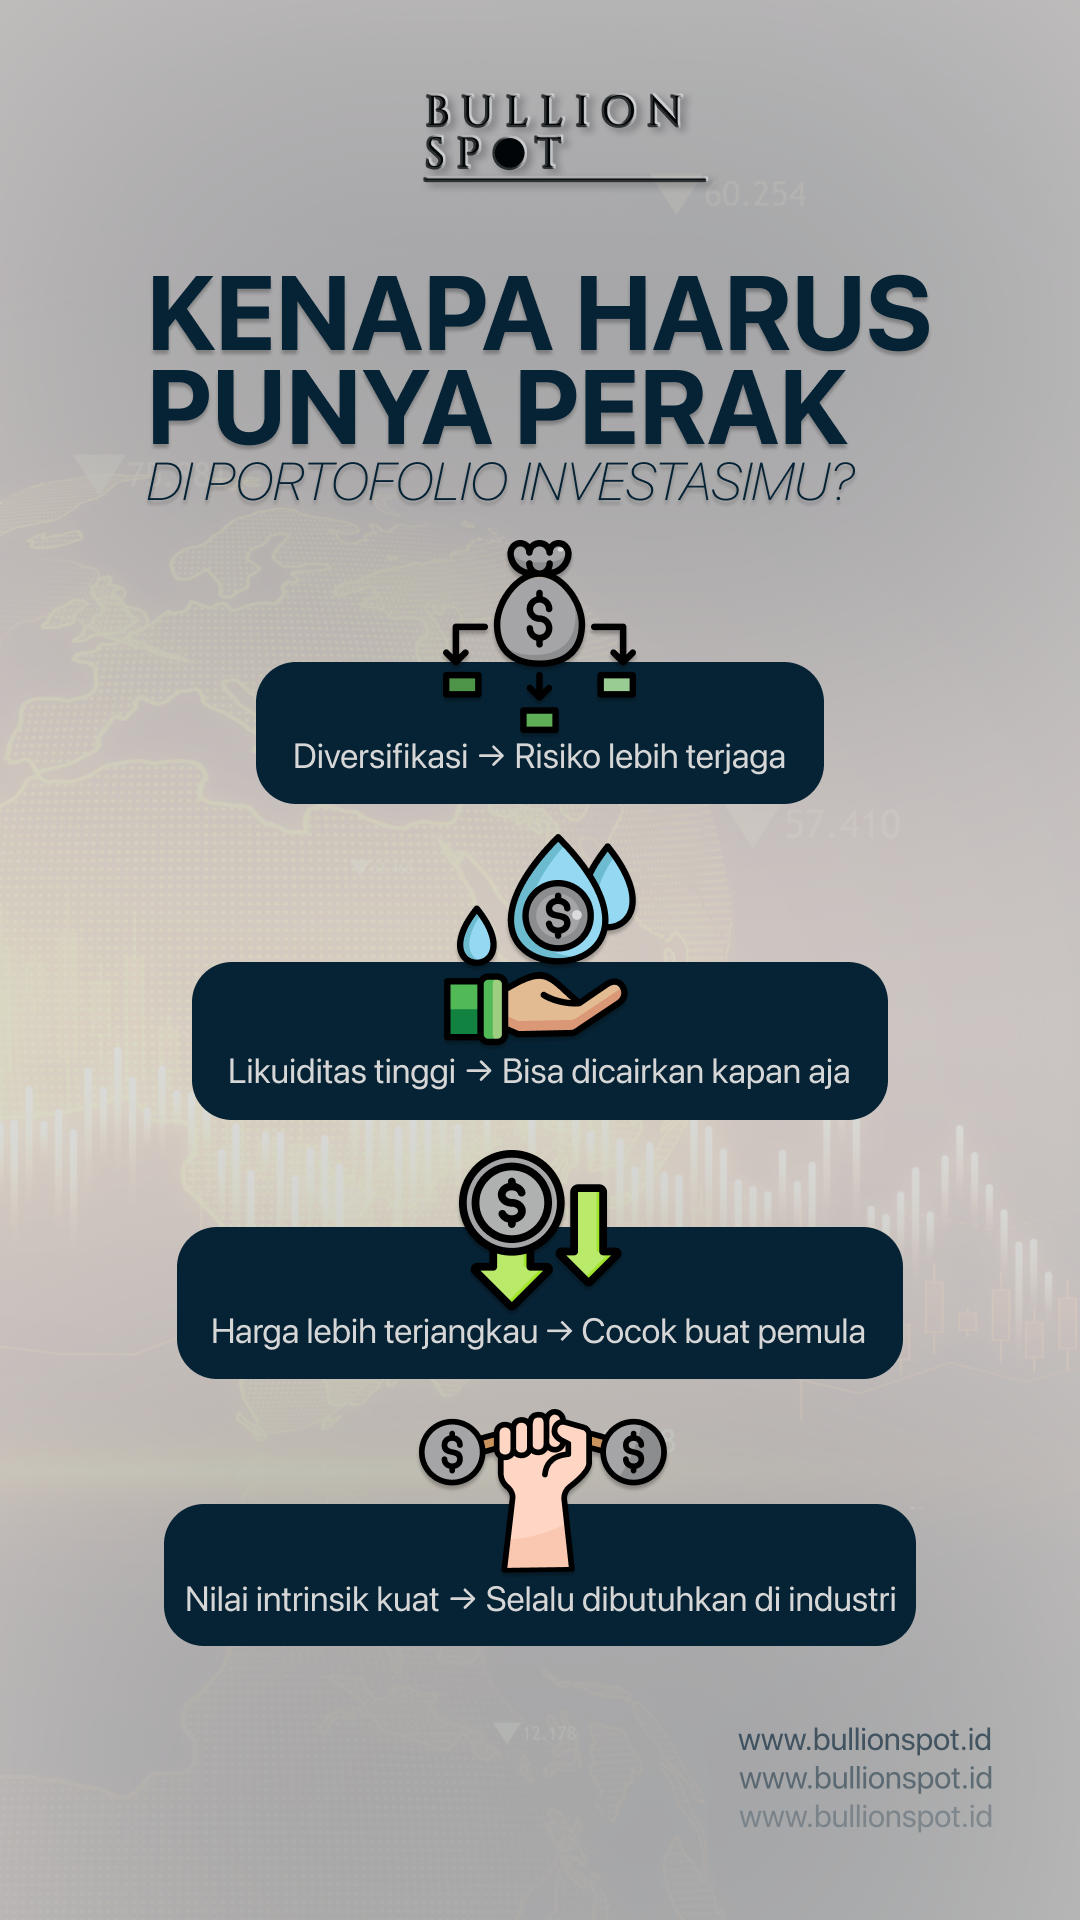 BULLION
SPOT
60.254
KENAPA HARUS
PUNYA PERAK
DI PORTOFOLIO INVESTASIMU?
$
Diversifikasi → Risiko lebih terjaga
57.410
$
Likuiditas tinggi → Bisa dicairkan kapan aja
$
Harga lebih terjangkau → Cocok buat pemula
$ $
Nilai intrinsik kuat → Selalu dibutuhkan di industri
12.178
www.bullionspot.id
www.bullionspot.id
www.bullionspot.id